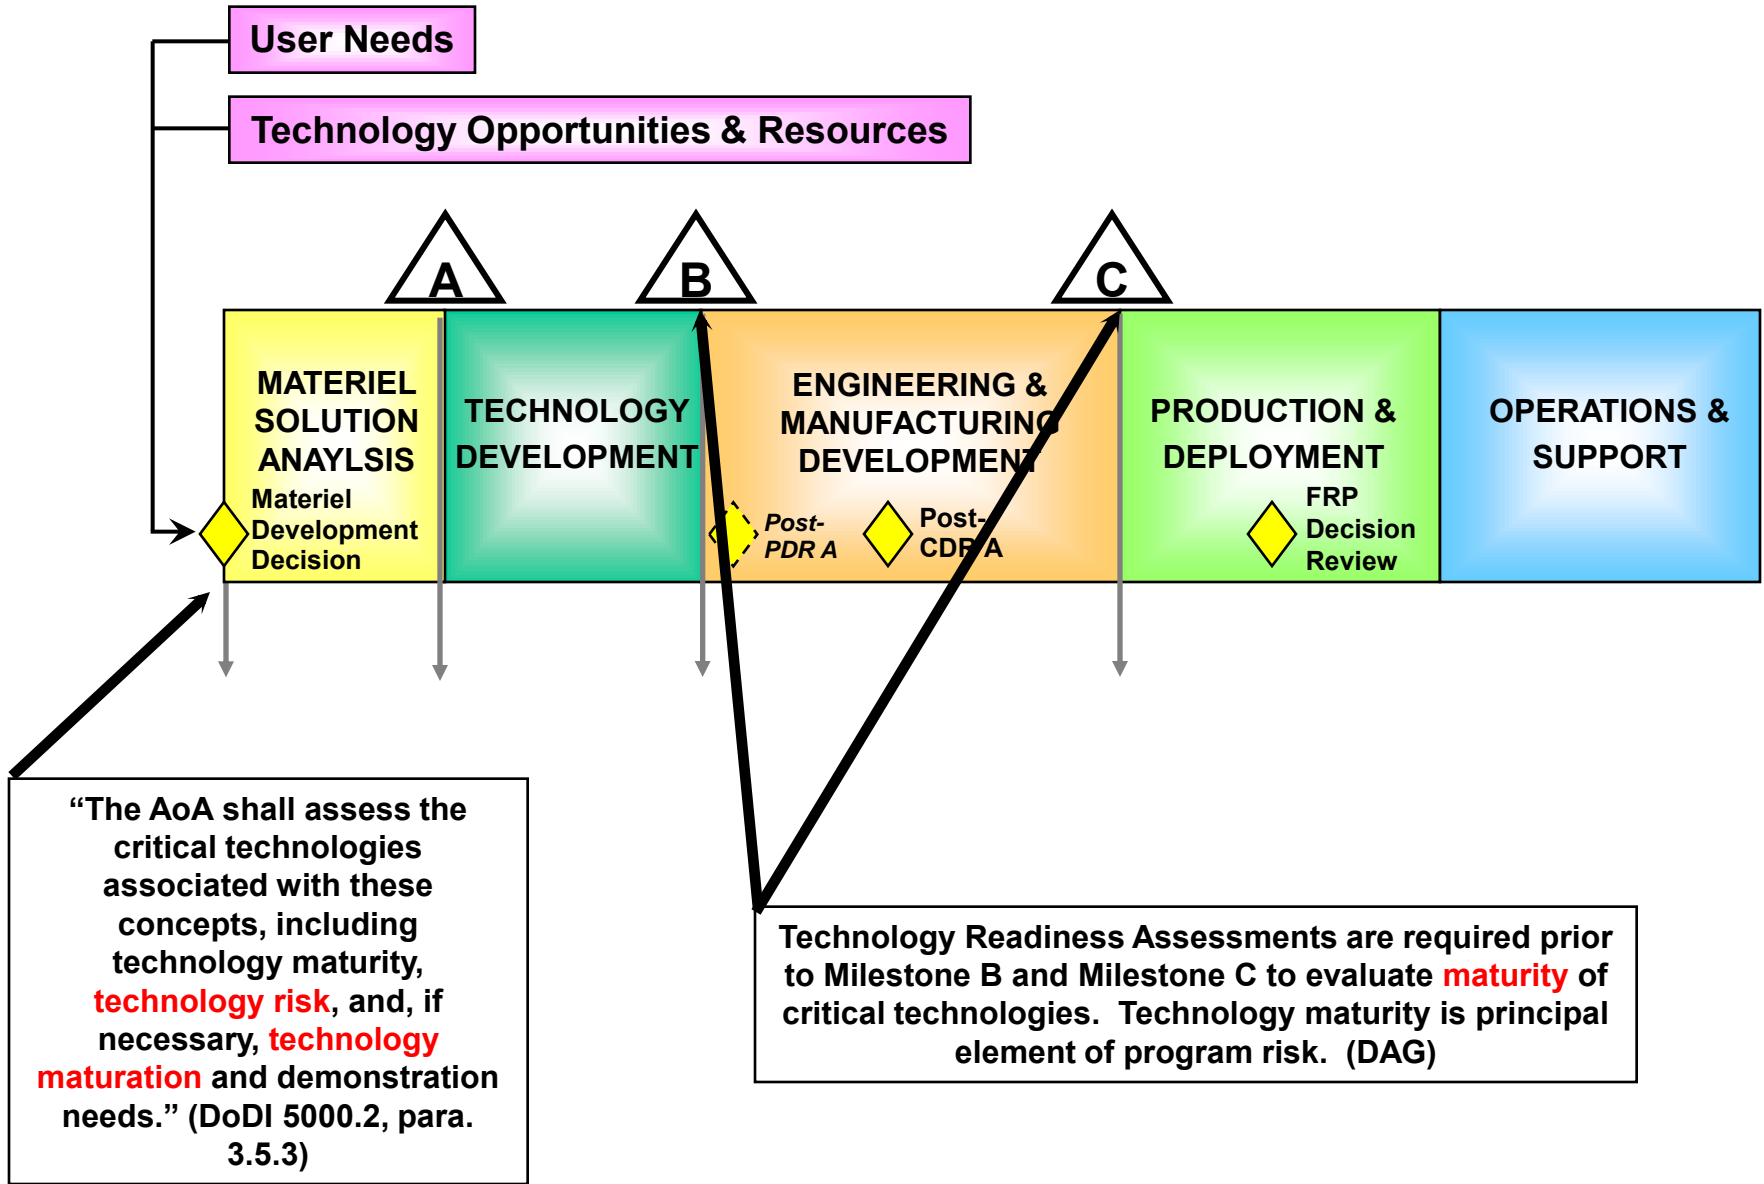 User Needs
Technology Opportunities & Resources
A
B
C
MATERIEL
SOLUTION
ANAYLSIS
Materiel
Development
Decision
TECHNOLOGY
DEVELOPMENT
ENGINEERING &
MANUFACTURING
DEVELOPMENT
Post-
PDR A
Post-
CDR A
PRODUCTION &
DEPLOYMENT
FRP
Decision
Review
OPERATIONS &
SUPPORT
“The AoA shall assess the
critical technologies
associated with these
concepts, including
technology maturity,
technology risk, and, if
necessary, technology
maturation and demonstration
needs.” (DoDI 5000.2, para.
3.5.3)
Technology Readiness Assessments are required prior
to Milestone B and Milestone C to evaluate maturity of
critical technologies.  Technology maturity is principal
element of program risk.  (DAG)